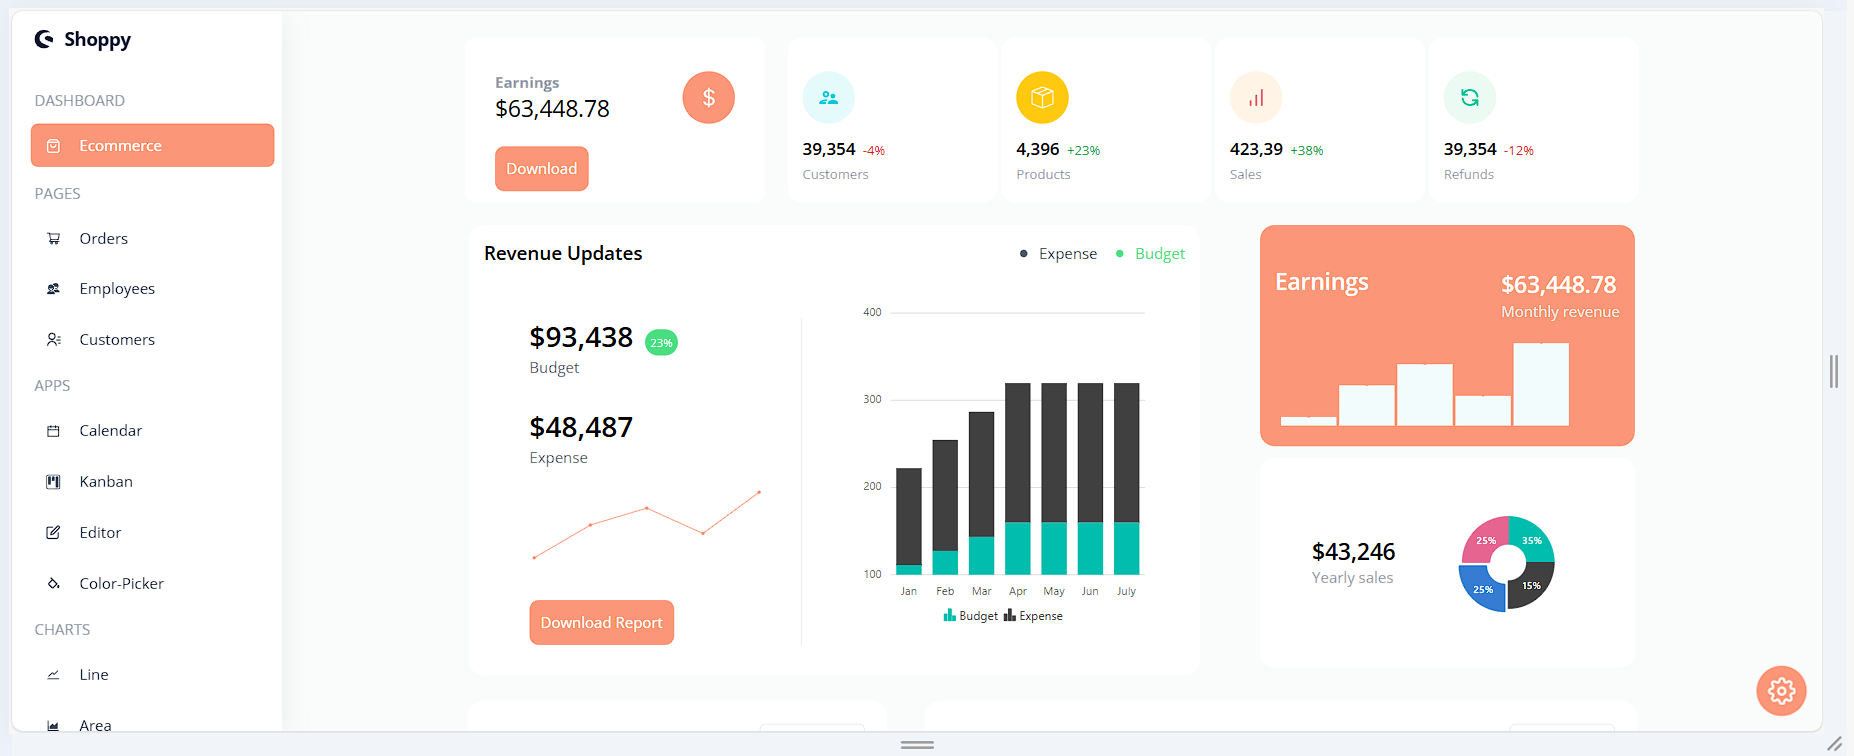 Shoppy
DASHBOARD
Ecommerce
PAGES
Orders
Employees
Customers
APPS
Calendar
Kanban
Editor
Color-Picker
CHARTS
Line
Area
Earnings
$63,448.78
$
Download
39,354 -4%
Customers
4,396 +23%
Products
423,39 +38%
Sales
39,354 -12%
Refunds
Revenue Updates
Expense
Budget
$93,438 23%
Budget
$48,487
Expense
Download Report
400
300
200
100
Jan Feb Mar Apr May Jun July
Budget Expense
Earnings
$63,448.78
Monthly revenue
$43,246
Yearly sales
25% 35%
25% 15%